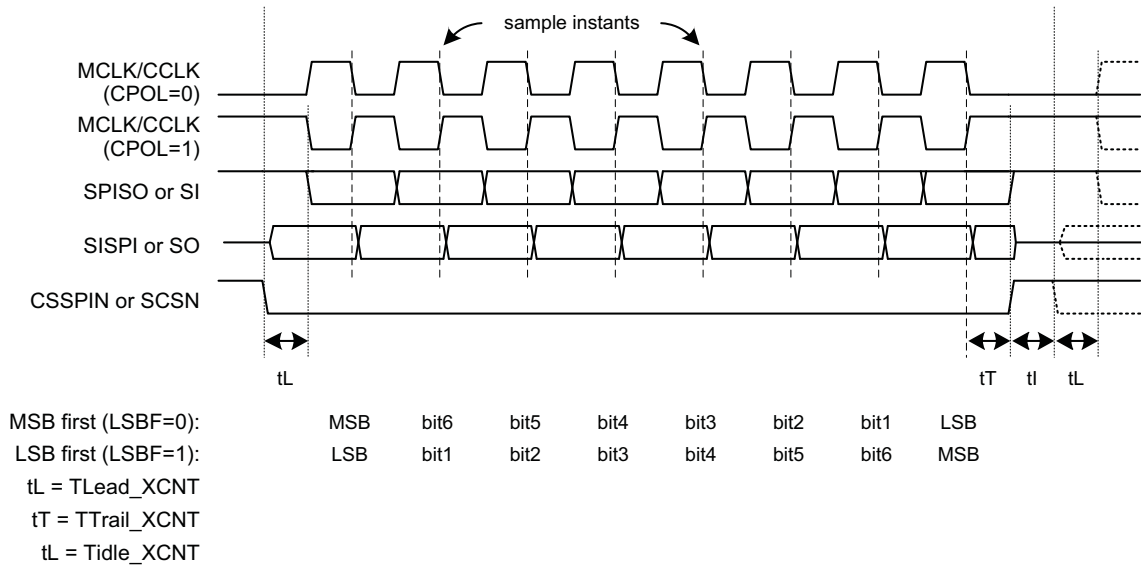 sample instants
MCLK/CCLK
(CPOL=0)
MCLK/CCLK
(CPOL=1)
SPISO or SI
SISPI or SO
CSSPIN or SCSN
tL tT tI tL
MSB first (LSBF=0): MSB bit6 bit5 bit4 bit3 bit2 bit1 LSB
LSB first (LSBF=1): LSB bit1 bit2 bit3 bit4 bit5 bit6 MSB
tL = TLead_XCNT
tT = TTrail_XCNT
tL = Tidle_XCNT